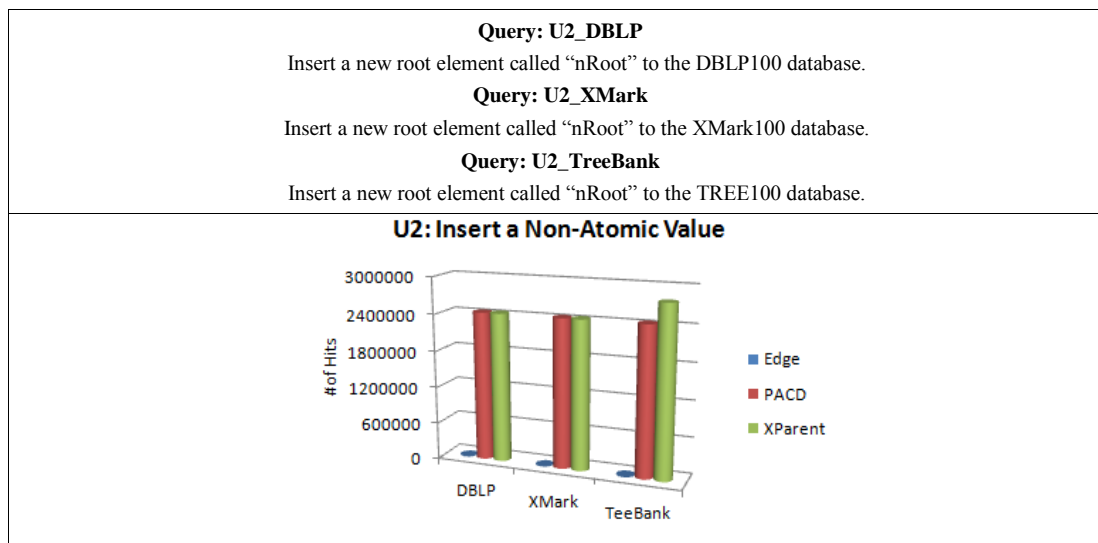 Query: U2_DBLP
Insert a new root element called “nRoot” to the DBLP100 database.
Query: U2_XMark
Insert a new root element called “nRoot” to the XMark100 database.
Query: U2_TreeBank
Insert a new root element called “nRoot” to the TREE100 database.
U2: Insert a Non-Atomic Value
3000000
2400000
1800000
1200000
600000
0
#of Hits
DBLP
XMark
TeeBank
Edge
PACD
XParent